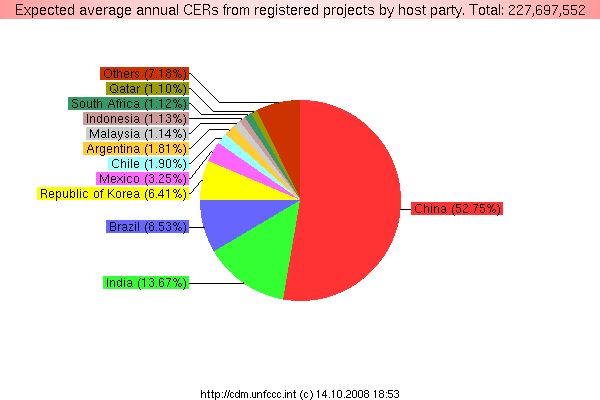 Expected average annual CERs from registered projects by host party. Total: 227,697,552
Others (7.18%)
Qatar (1.10%)
South Africa (1.12%)
Indonesia (1.13%)
Malaysia (1.14%)
Argentina (1.81%)
Chile (1.90%)
Mexico (3.25%)
Republic of Korea (6.41%)
China (52.75%)
Brazil (8.53%)
India (13.67%)
http://cdm.unfccc.int (c) 14.10.2008 18:53